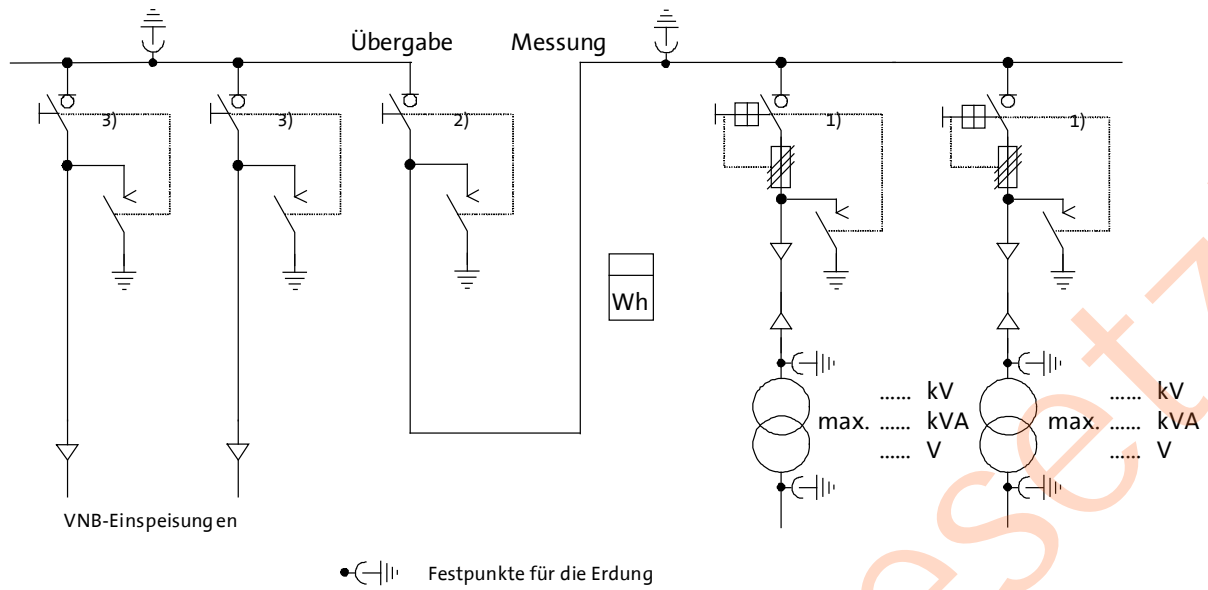 Übergabe Messung
3) 3) 2) 1) 1)
Wh
...... kV ...... kV
max. ...... kVA max. ...... kVA
...... V ...... V
VNB-Einspeisungen
Festpunkte für die Erdung
esetz